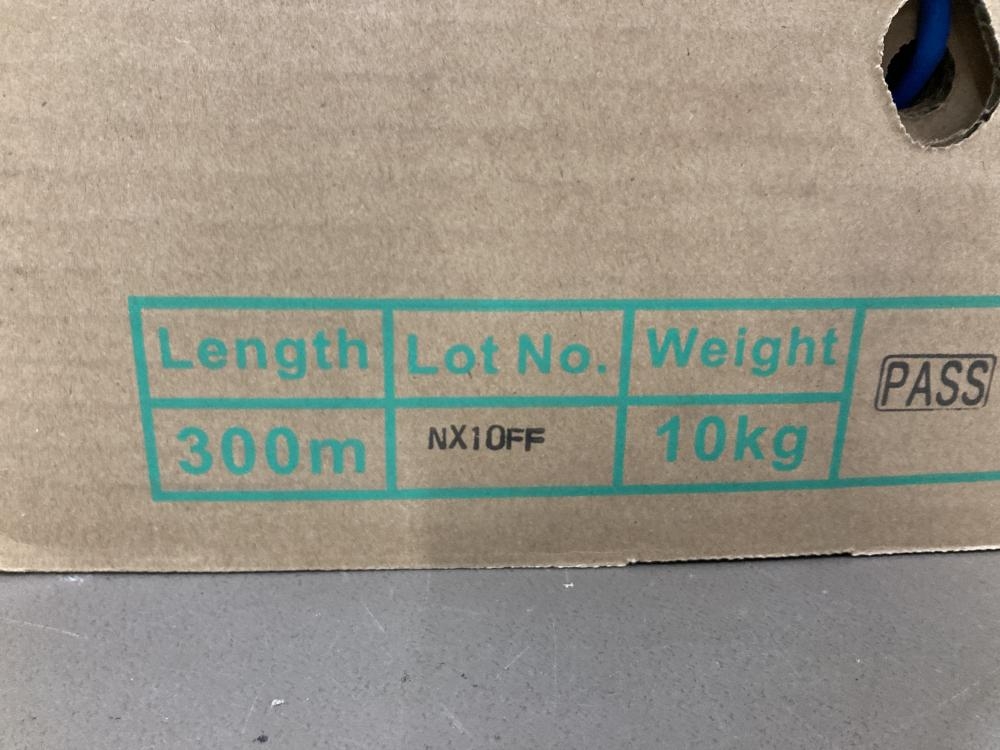 Length Lot No. Weight
300m NX10FF 10kg
PASS